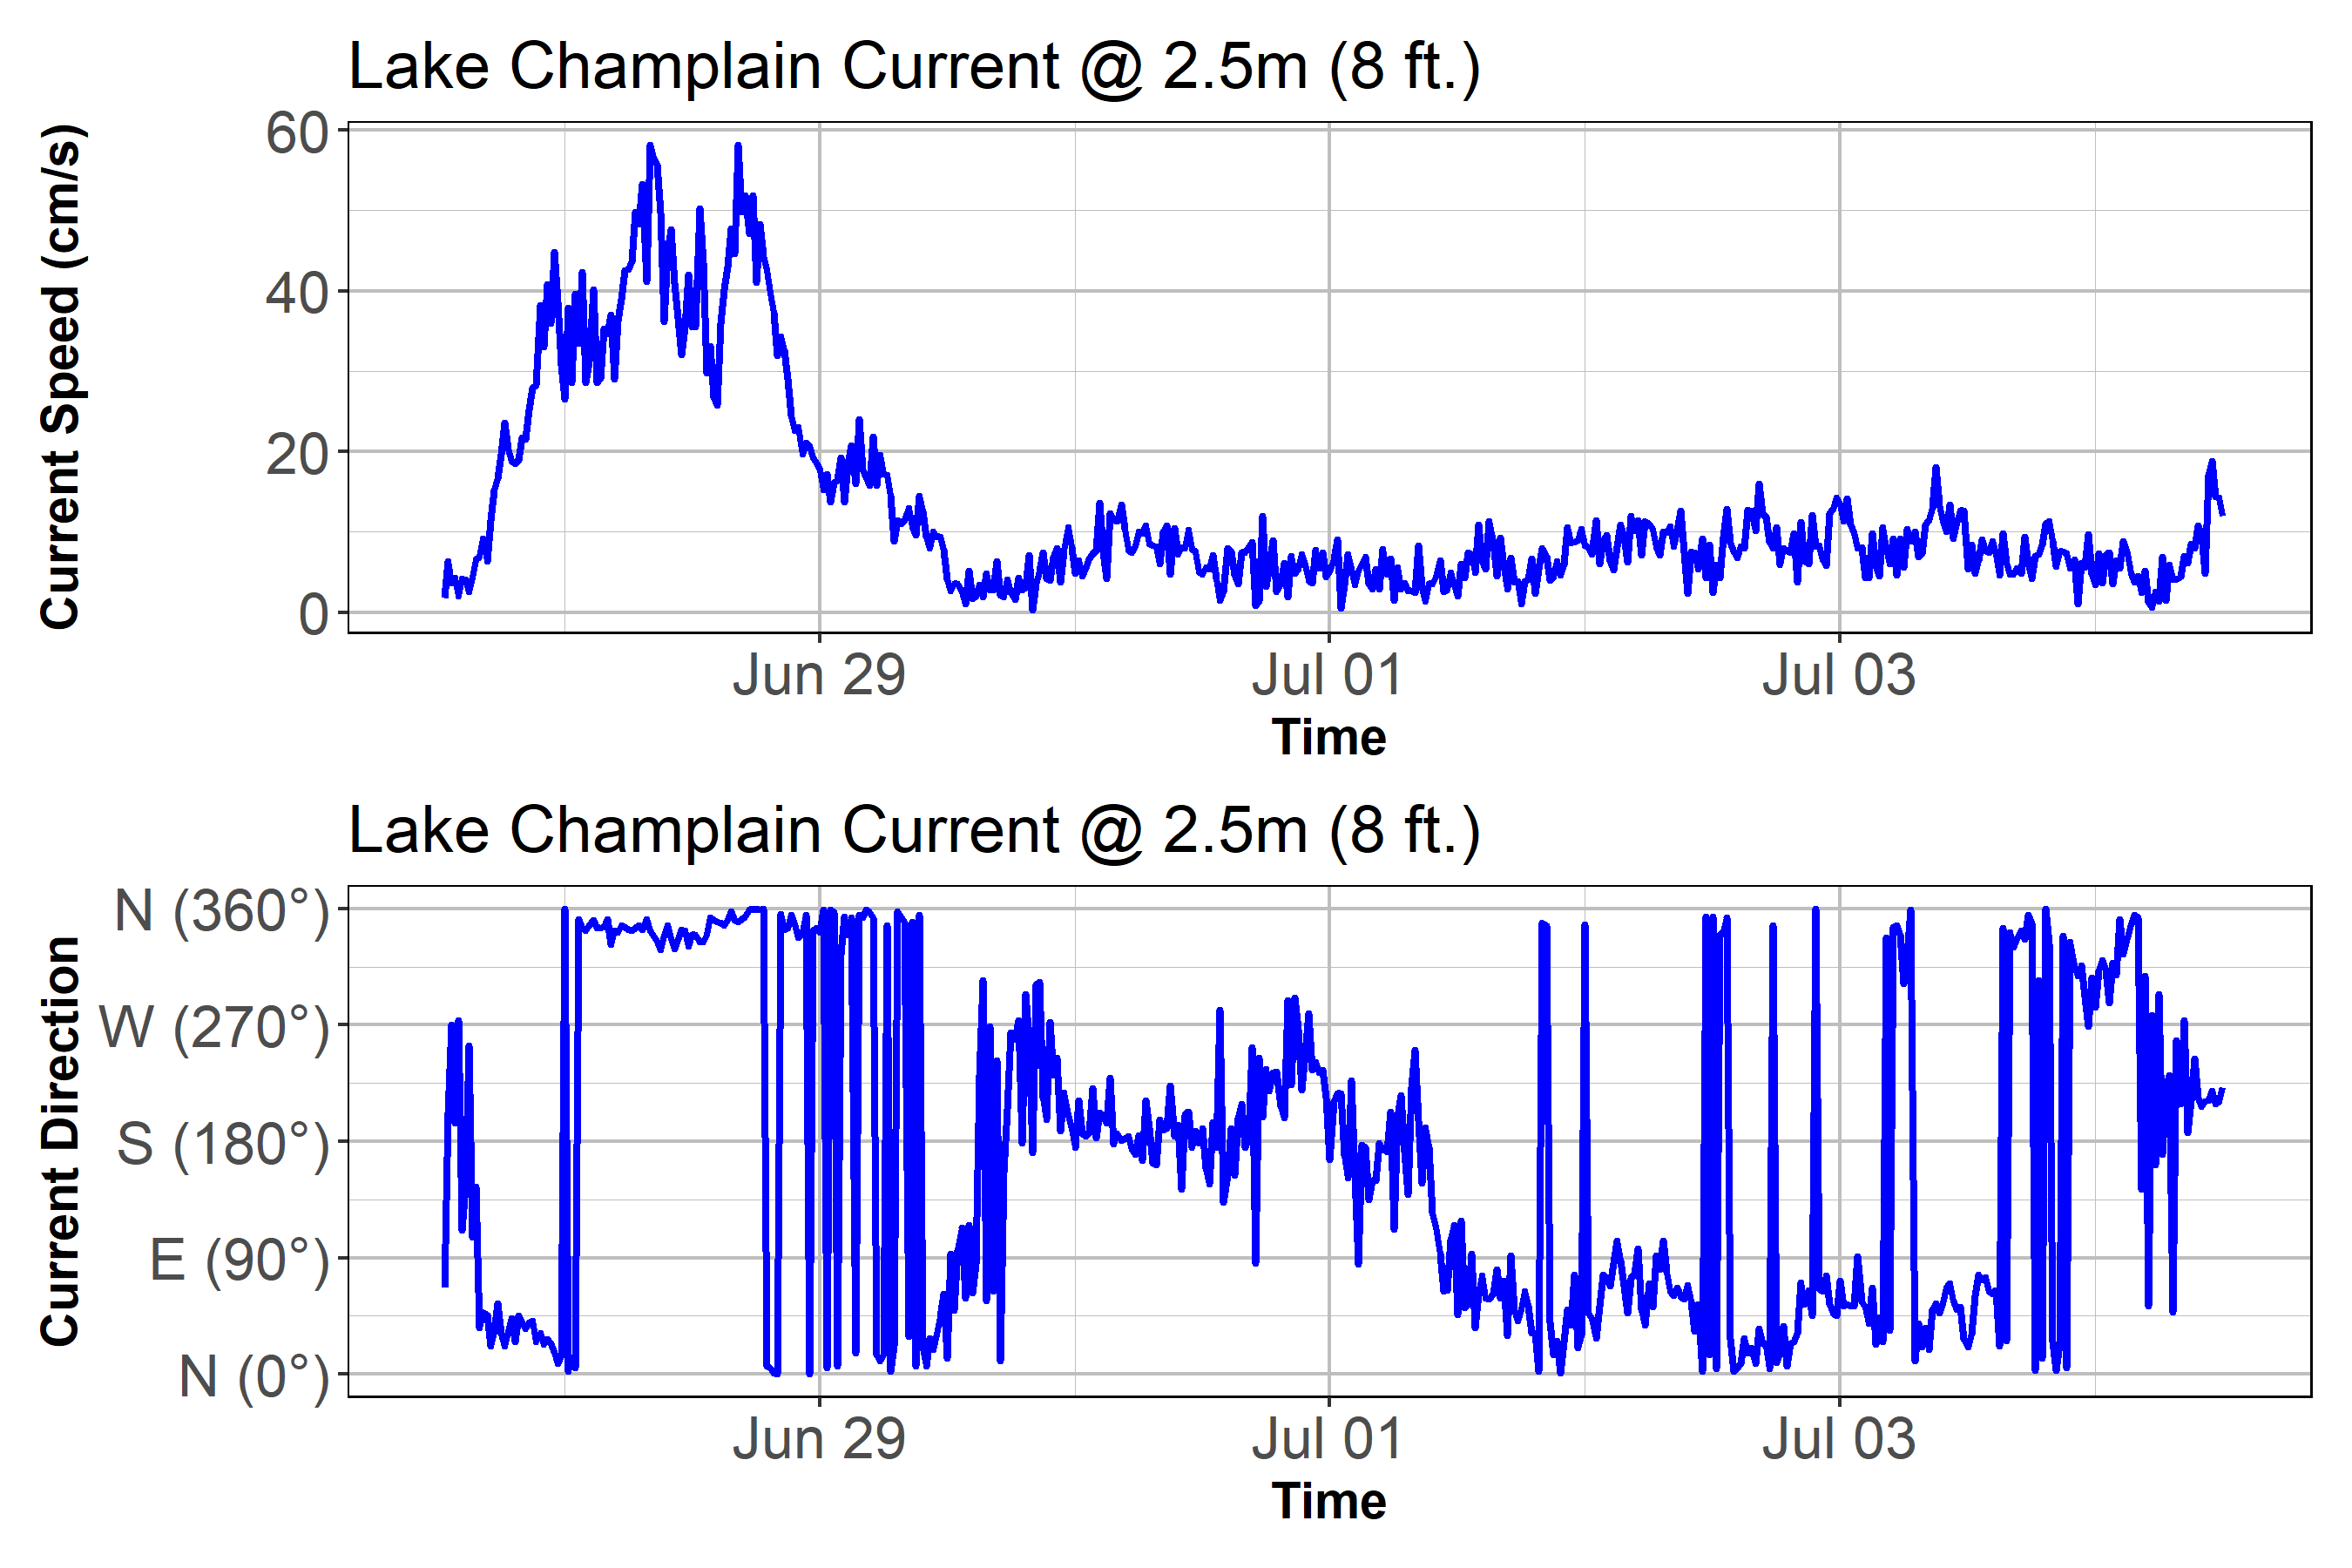 Lake Champlain Current @ 2.5m (8 ft.)
Current Speed (cm/s)
60
40
20
0
Jun 29 Jul 01 Jul 03
Time
Lake Champlain Current @ 2.5m (8 ft.)
Current Direction
N (360°)
W (270°)
S (180°)
E (90°)
N (0°)
Jun 29 Jul 01 Jul 03
Time